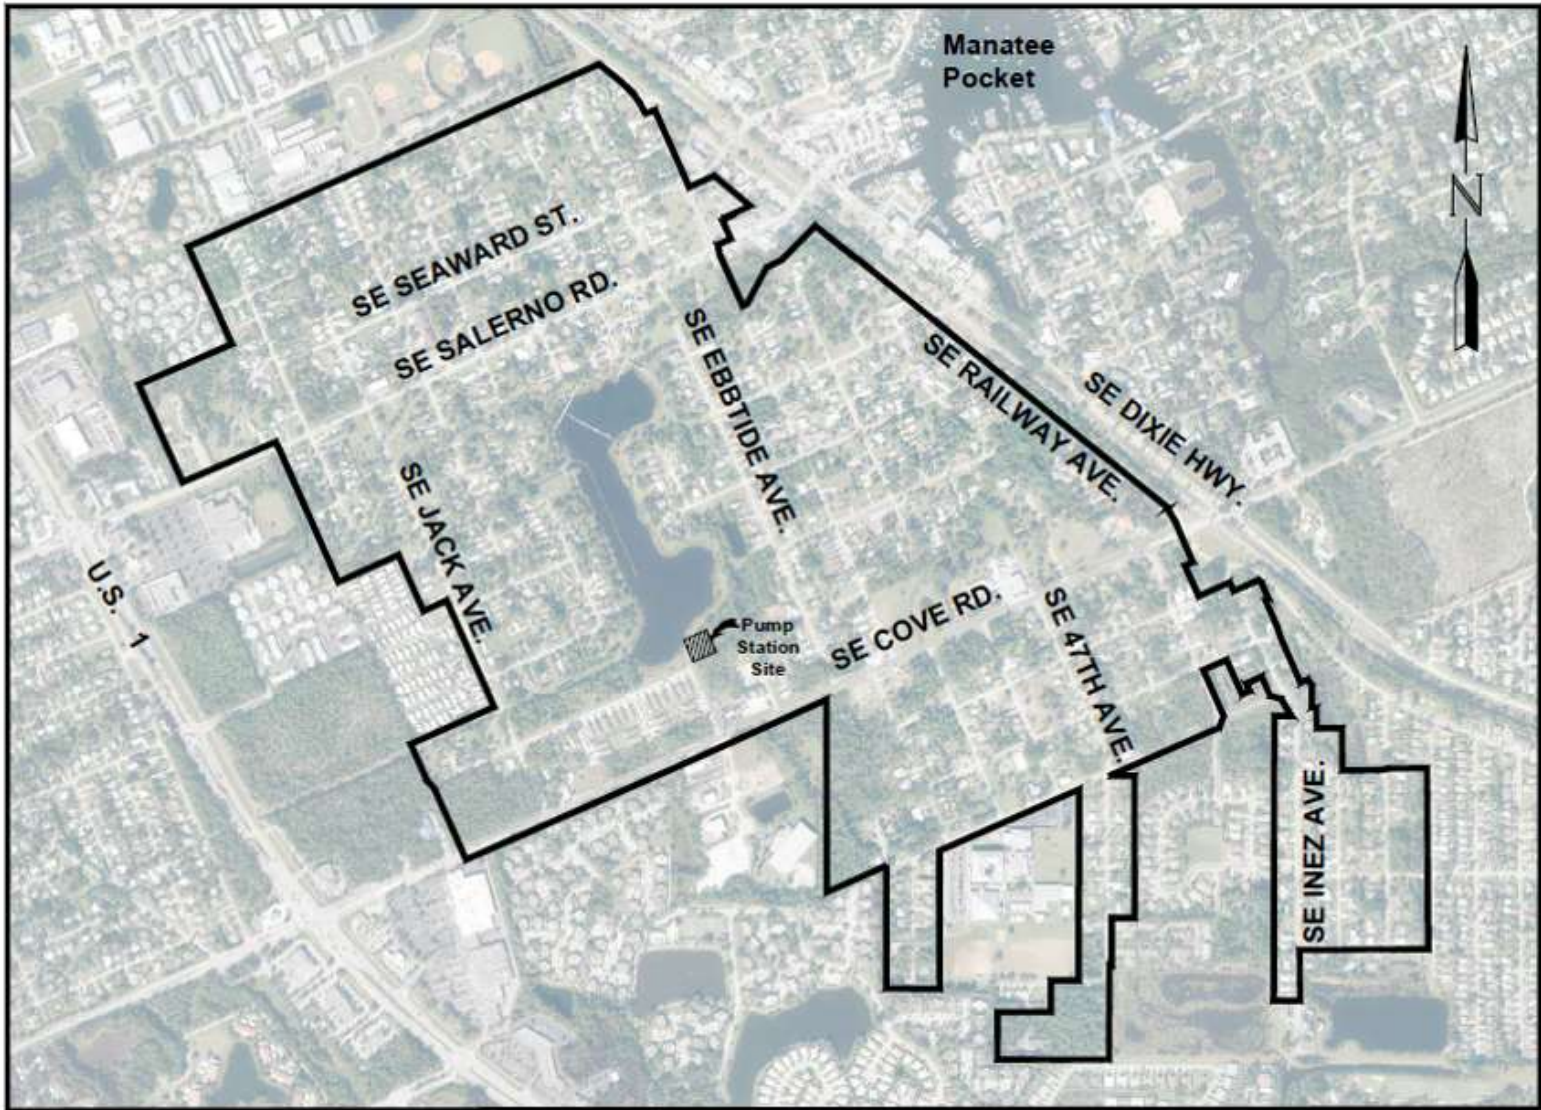 Manatee
Pocket
N
SE SEAWARD ST.
SE SALERNO RD.
SE EBBTIDE AVE.
SE RAILWAY AVE.
SE DIXIE HWY.
SE JACK AVE.
U.S. 1
Pump
Station
Site
SE COVE RD.
SE 47TH AVE.
SE INEZ AVE.